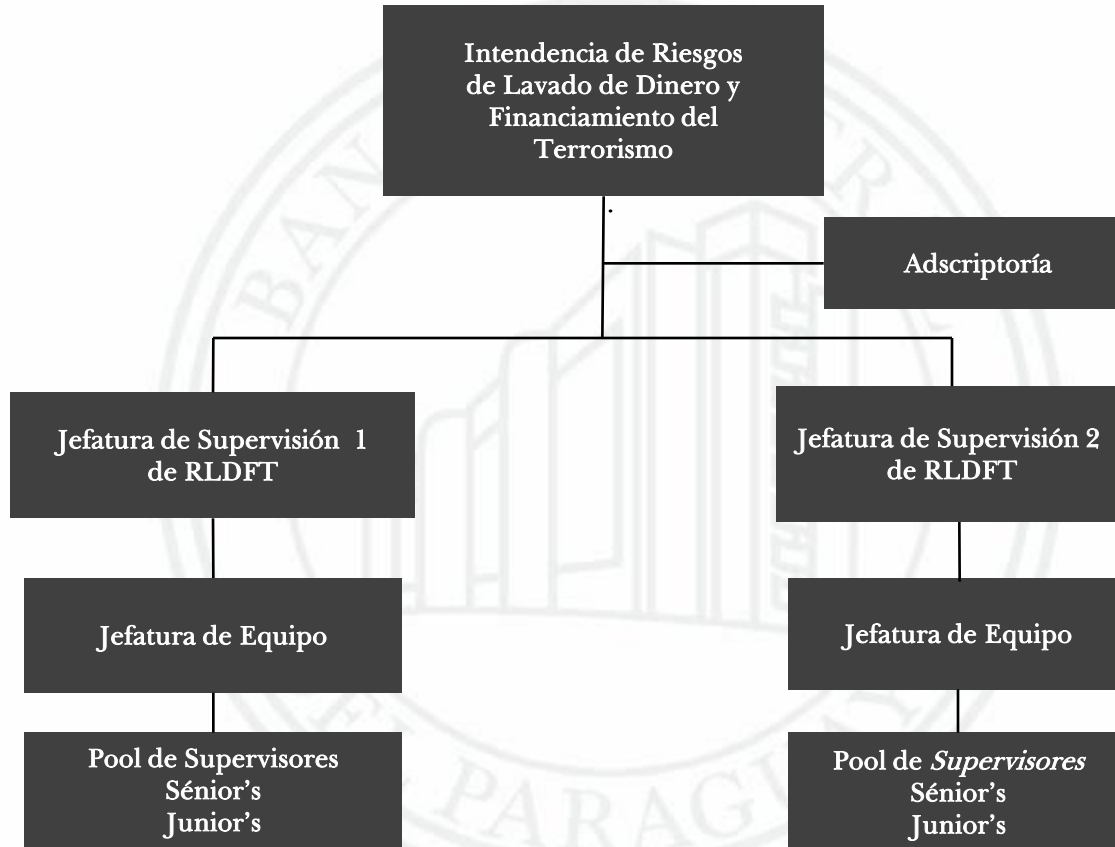 Intendencia de Riesgos
de Lavado de Dinero y
Financiamiento del
Terrorismo
.
Adscriptoría
Jefatura de Supervisión 1
de RLDFT
Jefatura de Supervisión 2
de RLDFT
Jefatura de Equipo
Jefatura de Equipo
Pool de Supervisores
Sénior's
Junior's
Pool de Supervisores
Sénior's
Junior's
PARAGUAY